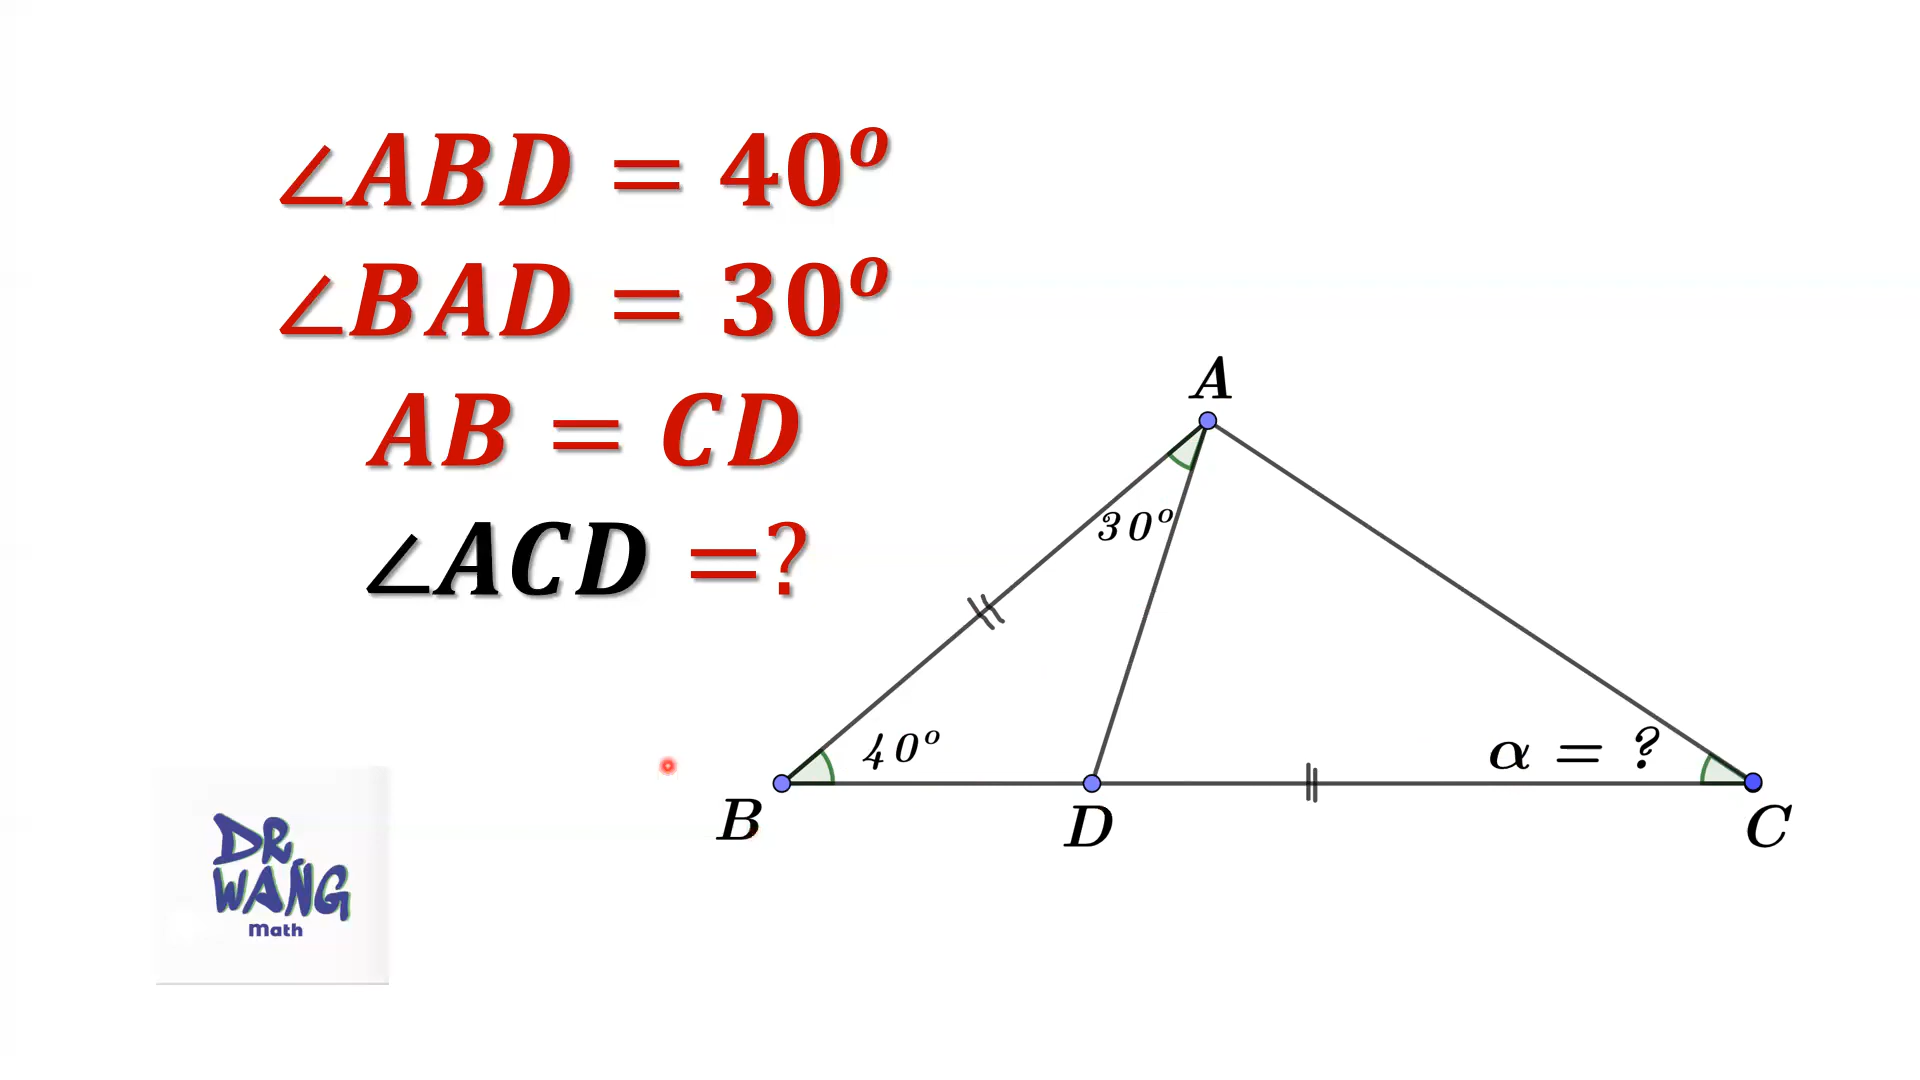 ∠ABD = 40°
∠BAD = 30°
AB = CD
∠ACD =?
A
30°
40°
α = ?
B
D
C
DR
WANG
Math